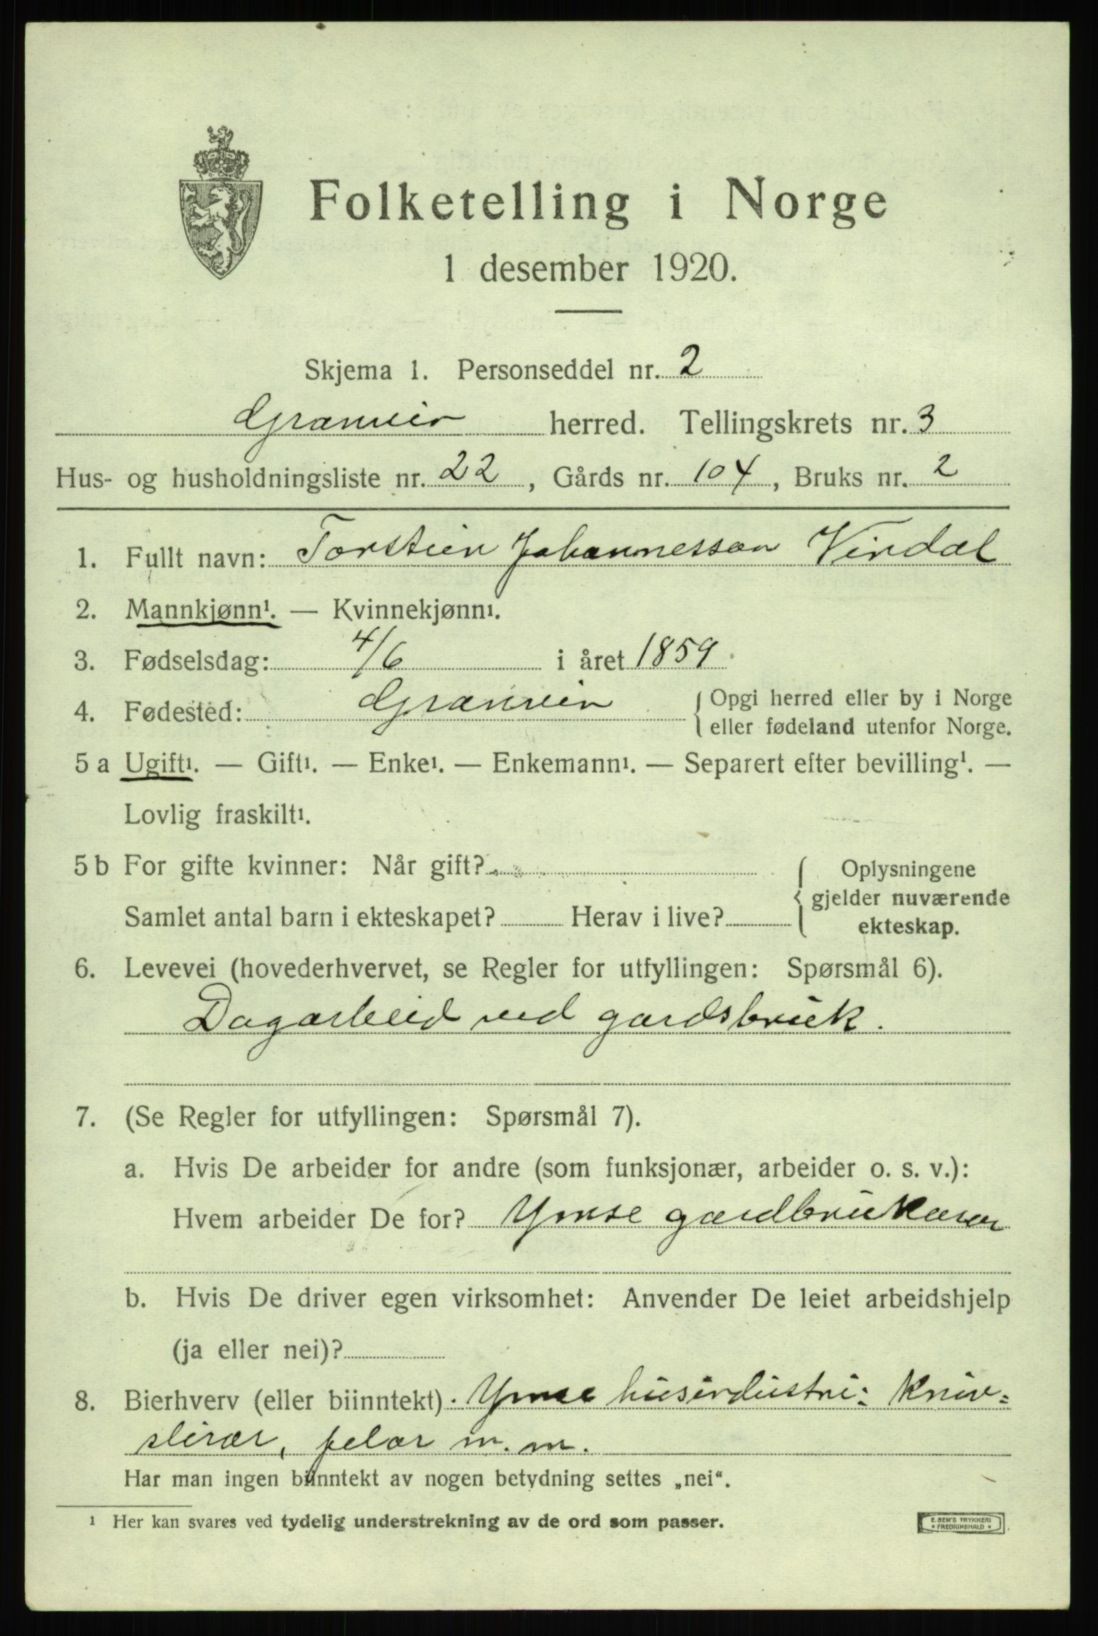 Folketelling i Norge
1 desember 1920.
Skjema 1. Personseddel nr. 2
Granvin herred. Tellingskrets nr. 3
Hus- og husholdningsliste nr. 22, Gårds nr. 104, Bruks nr. 2
1. Fullt navn: Torstein Johannesson Vindal
2. Mannkjønn¹. — Kvinnekjønn¹.
3. Fødselsdag: 4/6 i året 1859.
4. Fødested: Granvin { Opgi herred eller by i Norge
eller fødeland utenfor Norge.
5 a Ugift¹. — Gift¹. — Enke¹. — Enkemann¹. — Separert efter bevilling¹. —
Lovlig fraskilt¹.
5 b For gifte kvinner: Når gift?
Samlet antal barn i ekteskapet? Herav i live?
{ Oplysningene
gjelder nuværende
ekteskap.
6. Levevei (hovederhvervet, se Regler for utfyllingen: Spørsmål 6).
Dagarbeid ved gardsbruk.
7. (Se Regler for utfyllingen: Spørsmål 7).
a. Hvis De arbeider for andre (som funksjonær, arbeider o. s. v.):
Hvem arbeider De for? Ymse gardbrukarar
b. Hvis De driver egen virksomhet: Anvender De leiet arbeidshjelp
(ja eller nei)?
8. Bierhverv (eller biinntekt). Ymse husindustri: Kniv=
slirar, felar m. m.
Har man ingen biinntekt av nogen betydning settes „nei“.
¹ Her kan svares ved tydelig understrekning av de ord som passer.
E. SEM'S TRYKKERI
* FREDRIKSHALD *